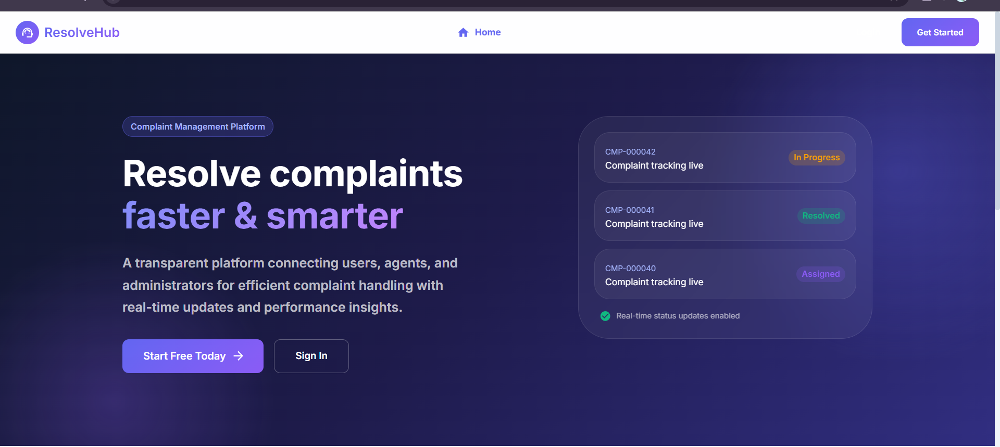 ResolveHub
Home
Get Started
Complaint Management Platform
Resolve complaints
faster & smarter
A transparent platform connecting users, agents, and
administrators for efficient complaint handling with
real-time updates and performance insights.
Start Free Today
Sign In
CMP-000042
Complaint tracking live
In Progress
CMP-000041
Complaint tracking live
Resolved
CMP-000040
Complaint tracking live
Assigned
Real-time status updates enabled